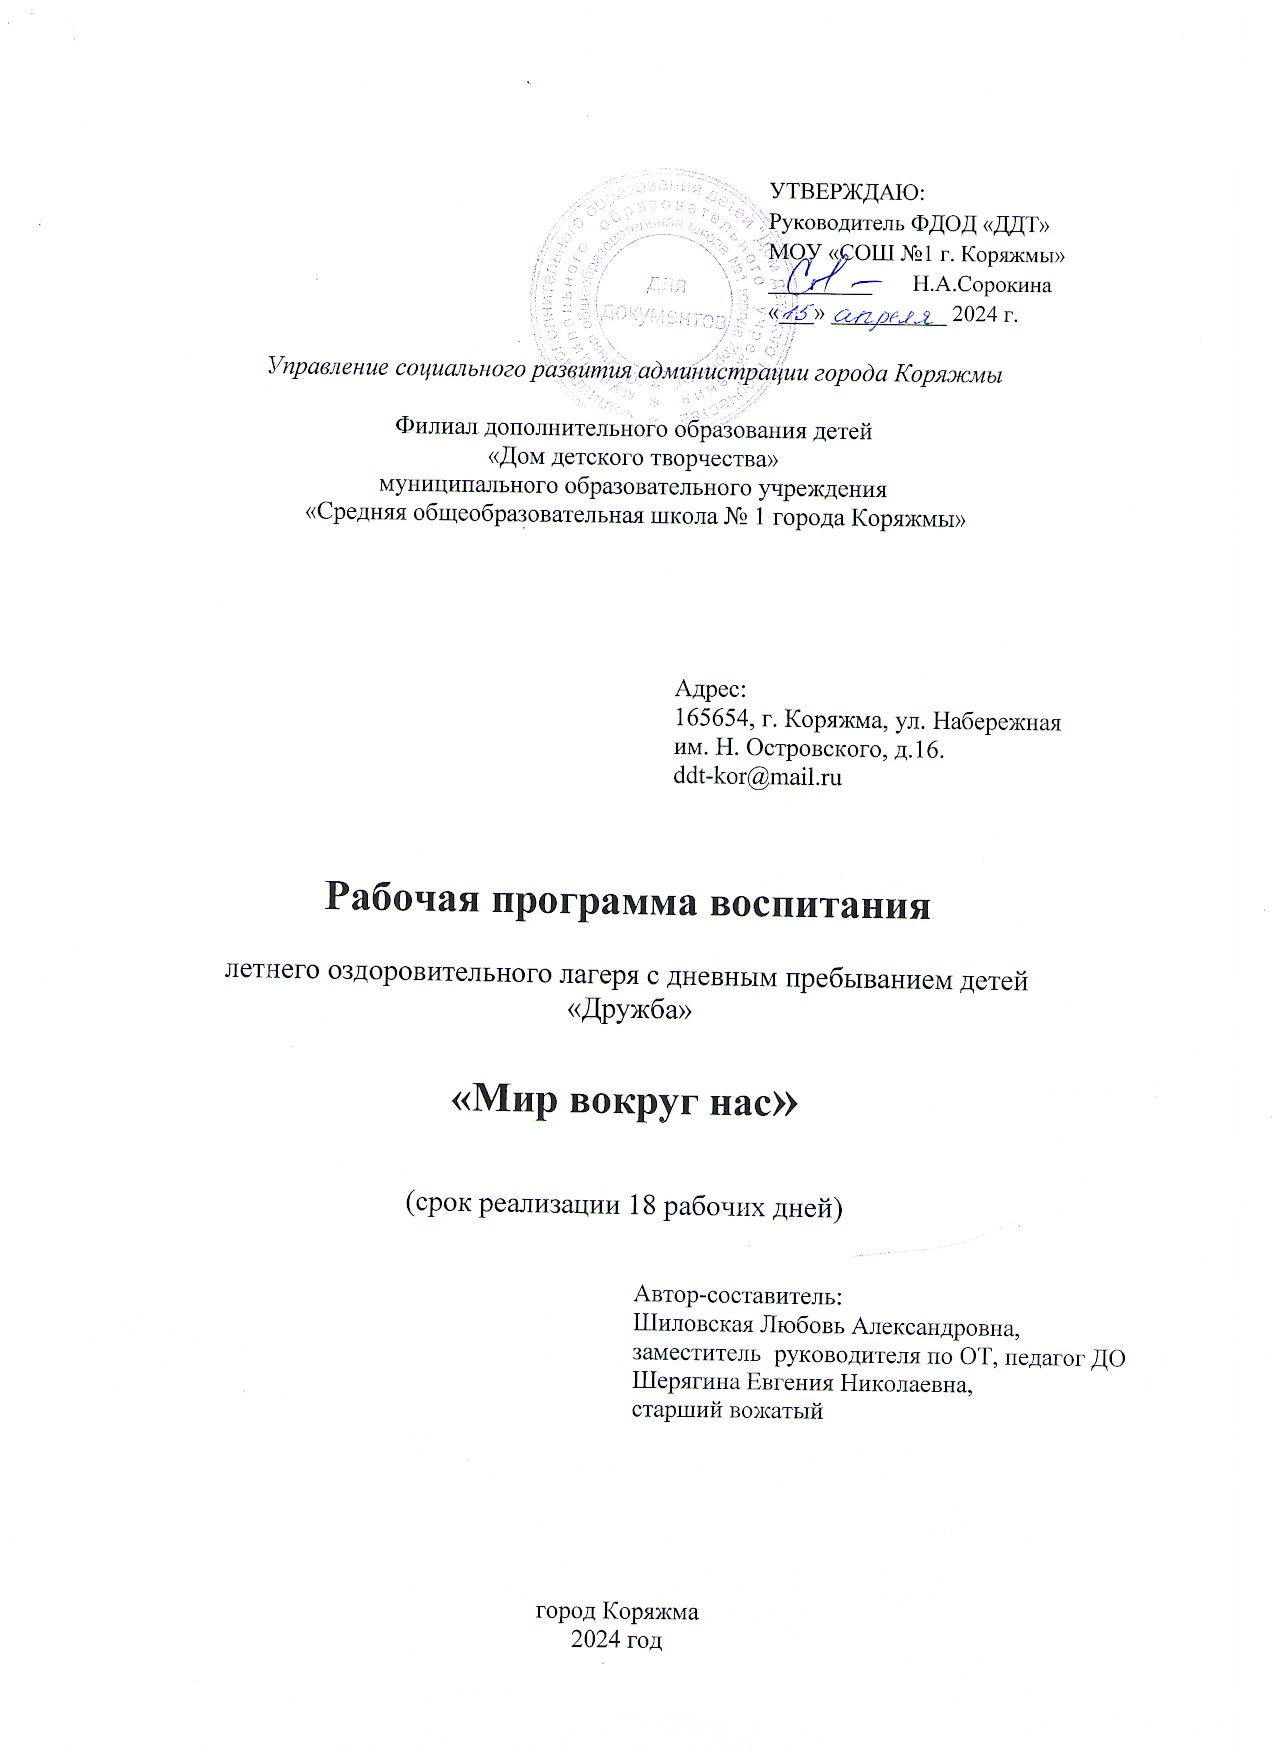 УТВЕРЖДАЮ:
Руководитель ФДОД «ДДТ»
МОУ «СОШ №1 г. Коряжмы»
Н.А.Сорокина
«15» апреля 2024 г.
для
документов
Управление социального развития администрации города Коряжмы
Филиал дополнительного образования детей
«Дом детского творчества»
муниципального образовательного учреждения
«Средняя общеобразовательная школа № 1 города Коряжмы»
Адрес:
165654, г. Коряжма, ул. Набережная
им. Н. Островского, д.16.
ddt-kor@mail.ru
Рабочая программа воспитания
летнего оздоровительного лагеря с дневным пребыванием детей
«Дружба»
«Мир вокруг нас»
(срок реализации 18 рабочих дней)
Автор-составитель:
Шиловская Любовь Александровна,
заместитель руководителя по ОТ, педагог ДО
Шерягина Евгения Николаевна,
старший вожатый
город Коряжма
2024 год